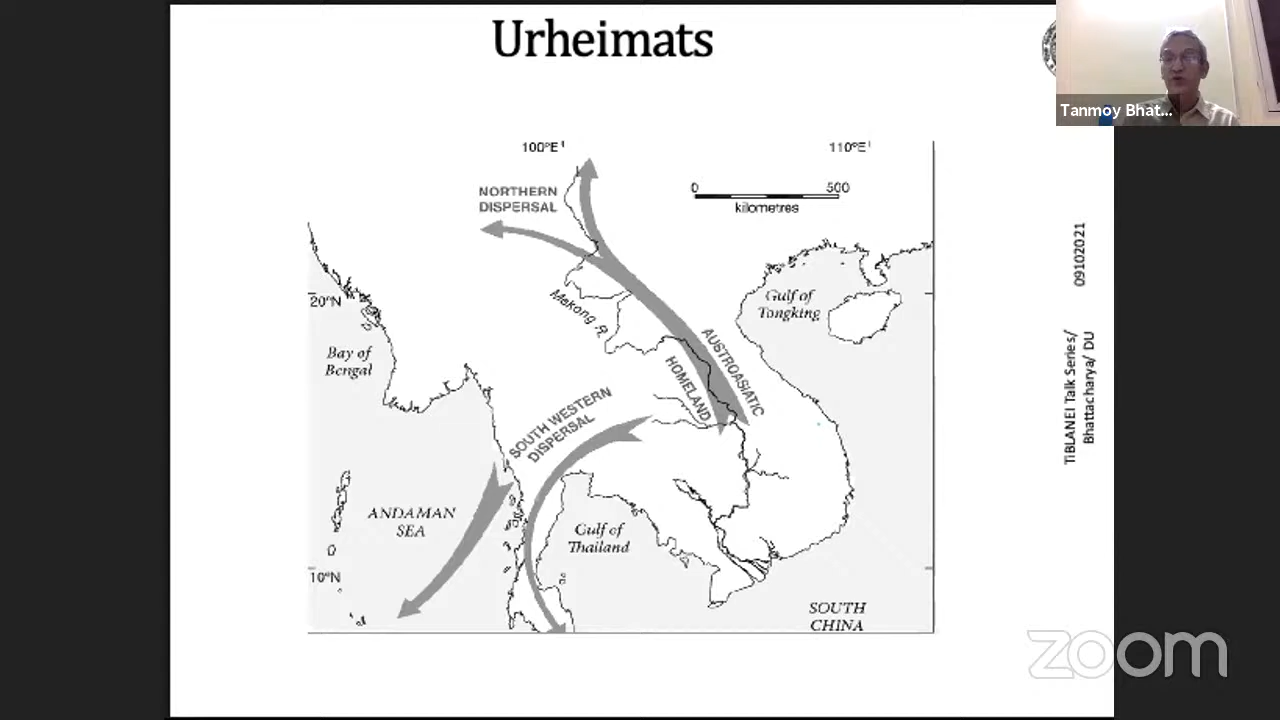 Urheimats
Tanmoy Bhat...
100°E
110°E
NORTHERN
DISPERSAL
0
500
kilometres
20°N
Mekong R.
Gulf of
Tongking
Bay of
Bengal
AUSTROASIATIC
HOMELAND
SOUTH WESTERN
DISPERSAL
ANDAMAN
SEA
Gulf of
Thailand
10°N
SOUTH
CHINA
TiBLANEI Talk Series/
Bhattacharya/ DU
09102021
zoom